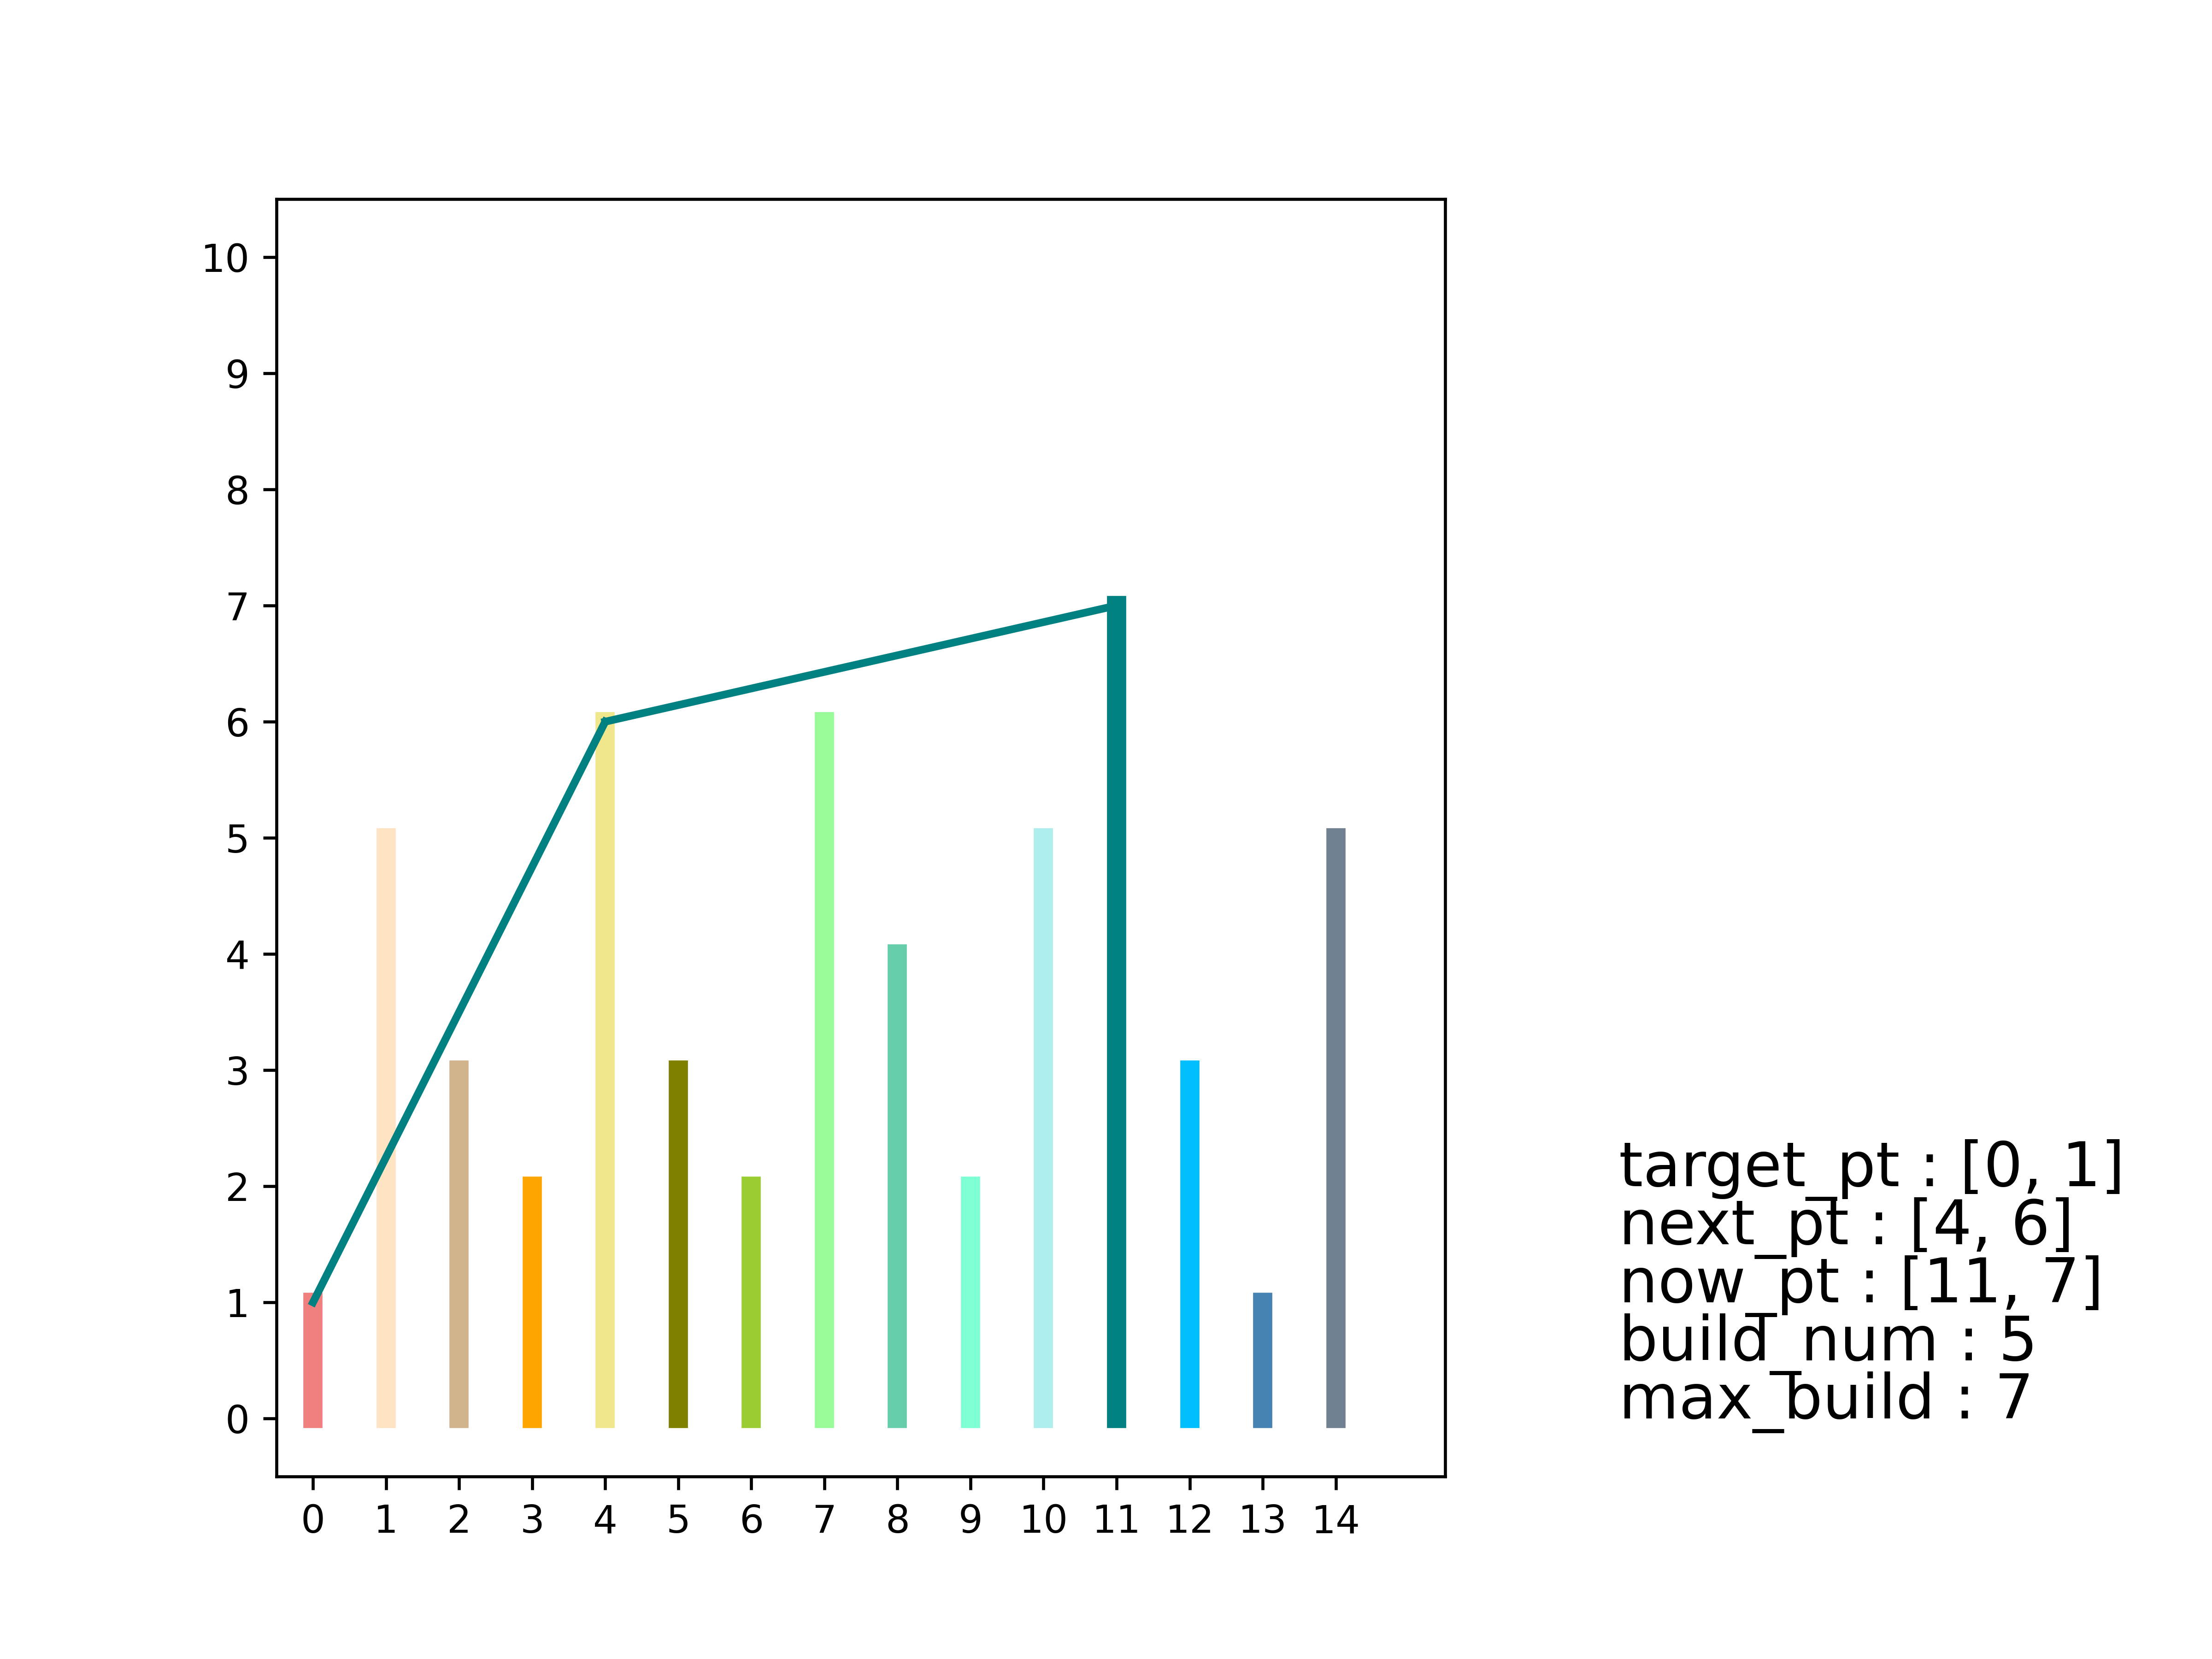 10
9
8
7
6
5
4
3
2
1
0
0 1 2 3 4 5 6 7 8 9 10 11 12 13 14
target_pt : [0, 1]
next_pt : [4, 6]
now_pt : [11, 7]
build_num : 5
max_build : 7